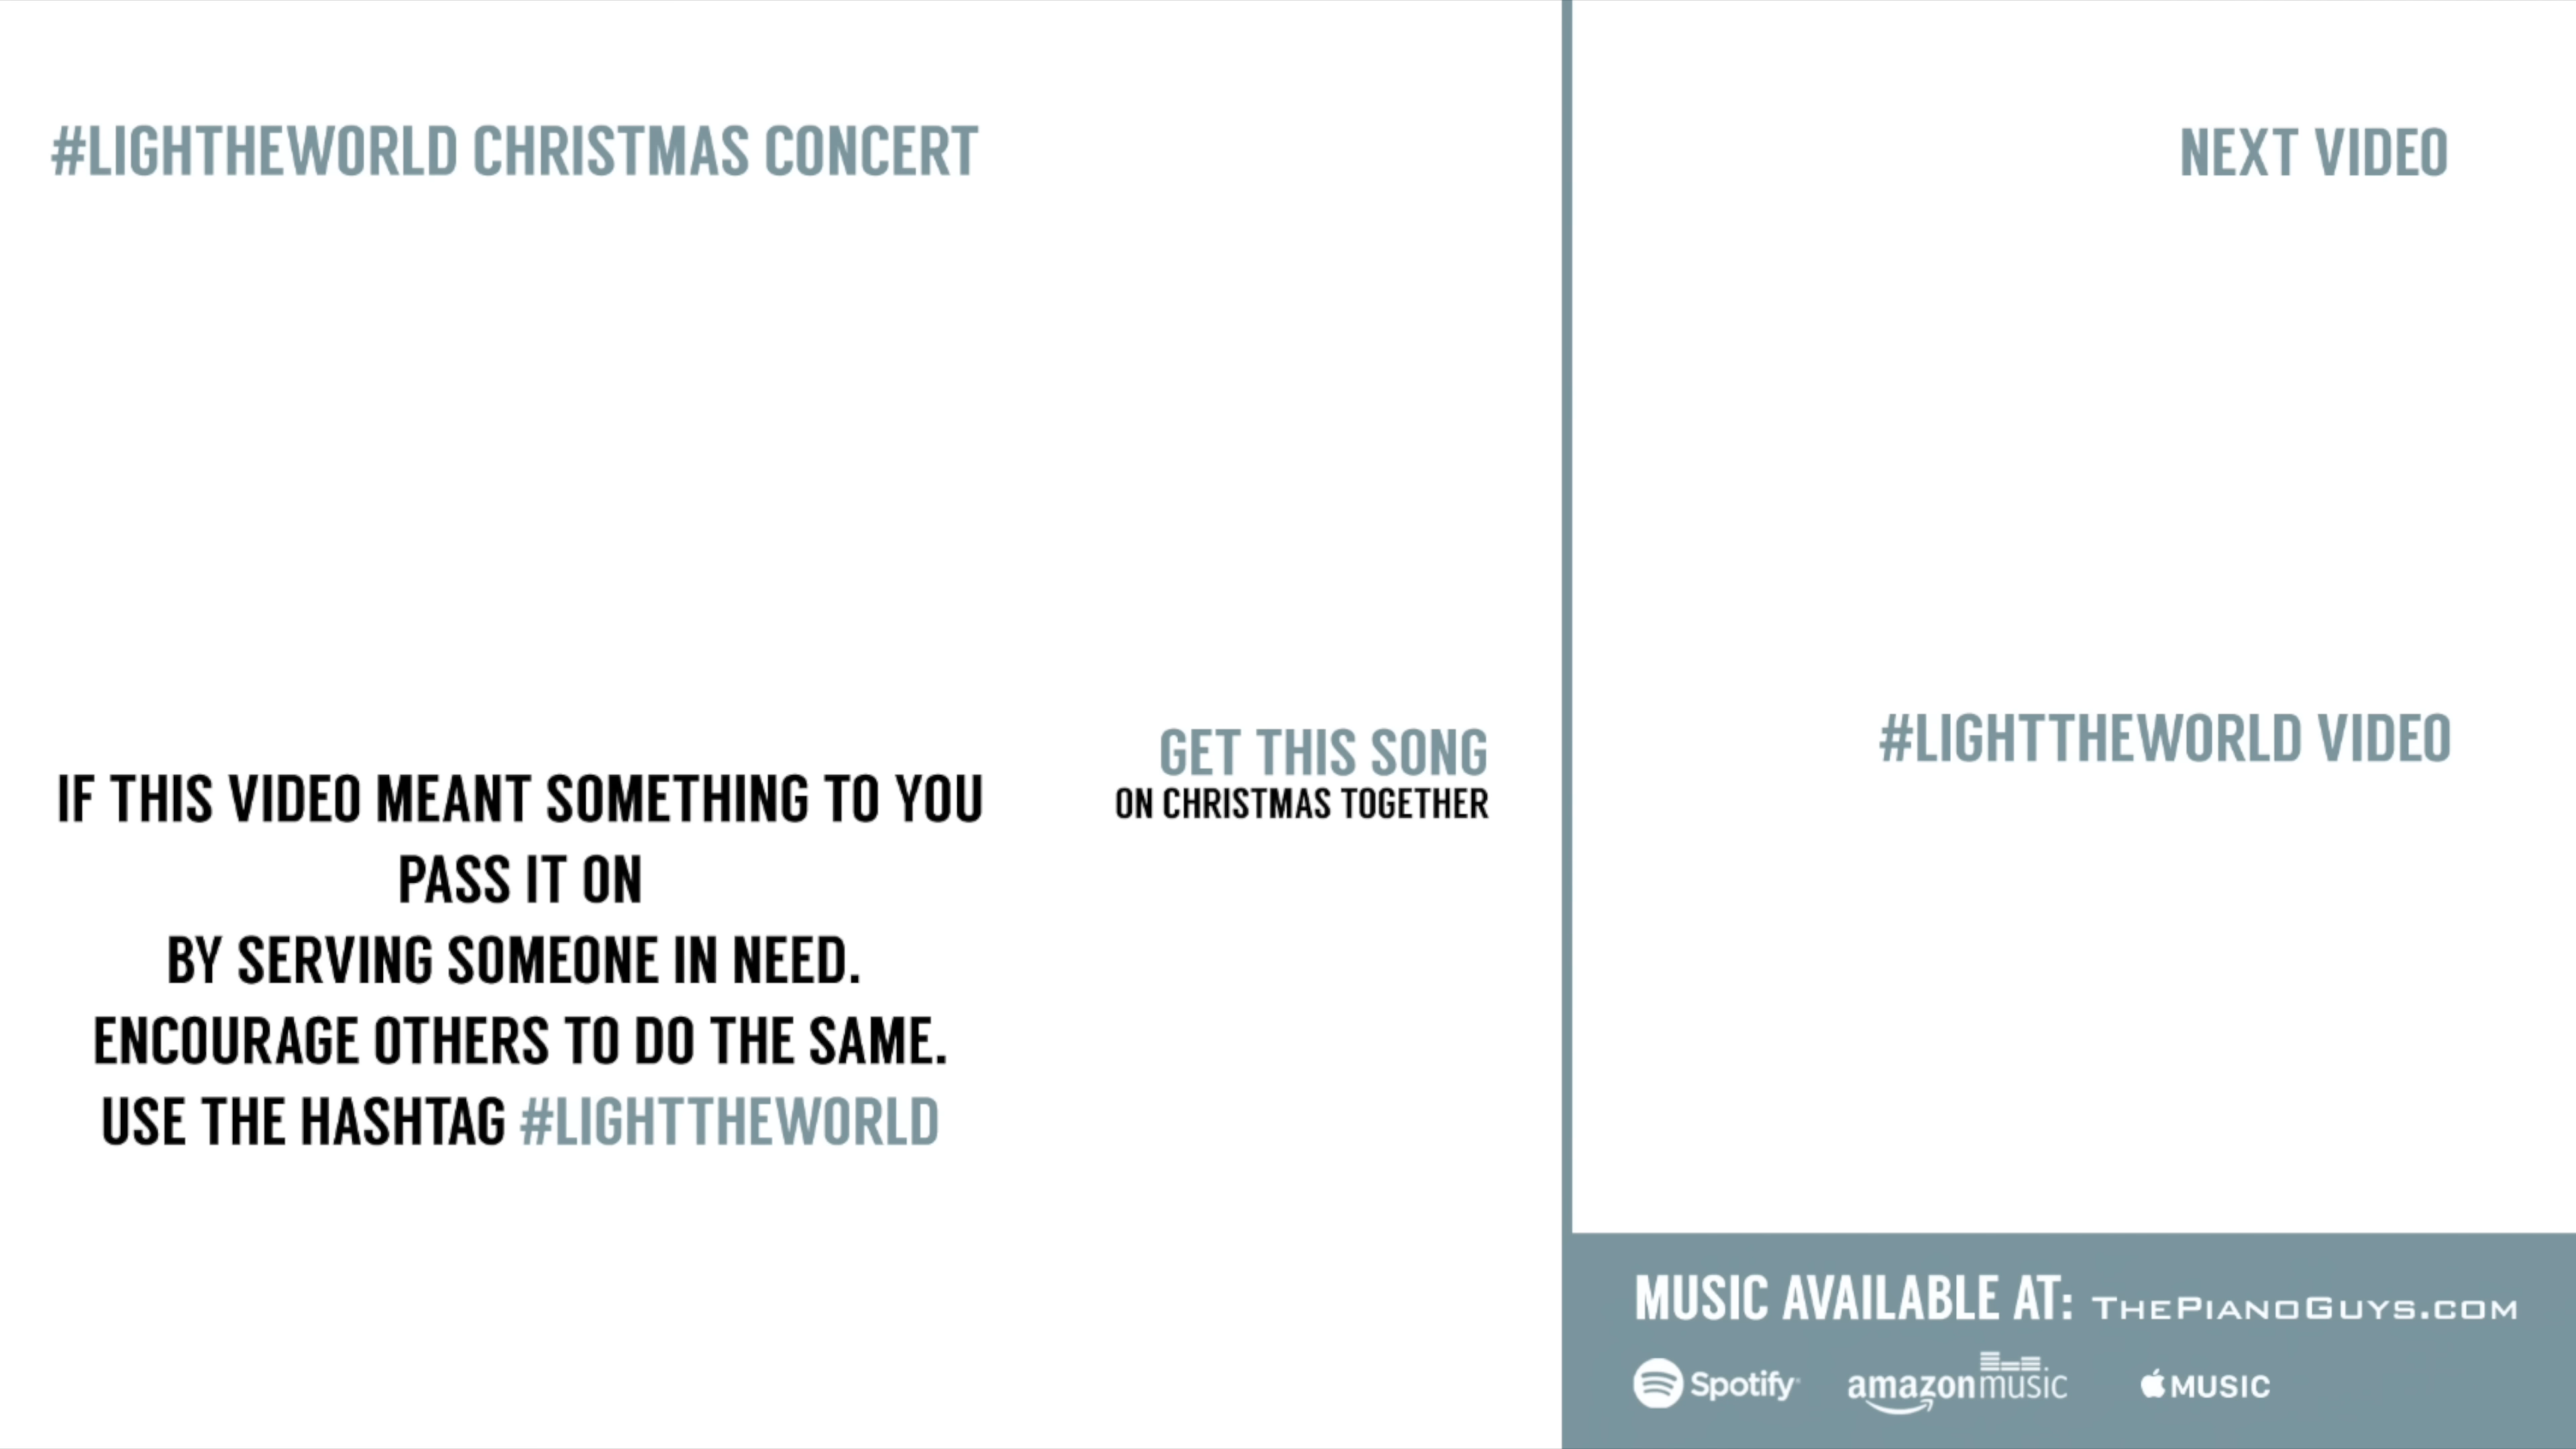 #LIGHTHEWORLD CHRISTMAS CONCERT
IF THIS VIDEO MEANT SOMETHING TO YOU
PASS IT ON
BY SERVING SOMEONE IN NEED.
ENCOURAGE OTHERS TO DO THE SAME.
USE THE HASHTAG #LIGHTTHEWORLD
GET THIS SONG
ON CHRISTMAS TOGETHER
NEXT VIDEO
#LIGHTTHEWORLD VIDEO
MUSIC AVAILABLE AT: THEPIANOGUYS.COM
Spotify amazon music MUSIC